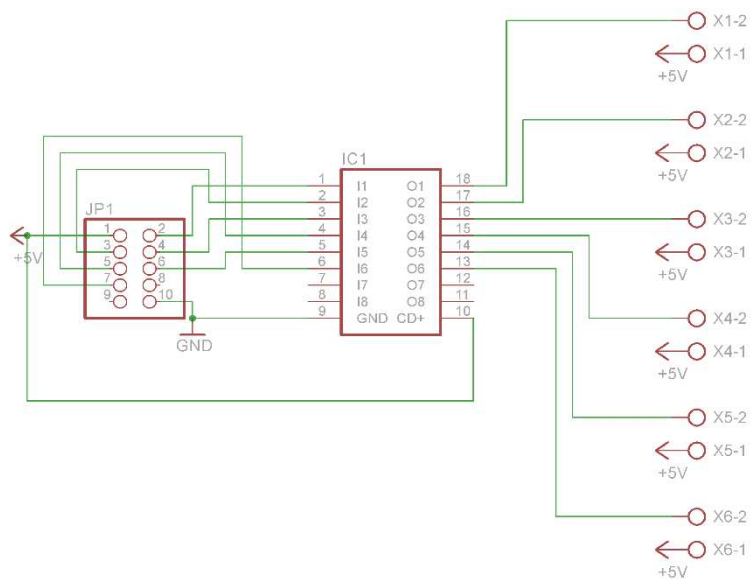 X1-2
X1-1
+5V
X2-2
X2-1
+5V
IC1
1 I1 O1 18
2 I2 O2 17
3 I3 O3 16
4 I4 O4 15
5 I5 O5 14
6 I6 O6 13
7 I7 O7 12
8 I8 O8 11
9 GND CD+ 10
JP1
1 2
3 4
5 6
7 8
9 10
+5V
GND
X3-2
X3-1
+5V
X4-2
X4-1
+5V
X5-2
X5-1
+5V
X6-2
X6-1
+5V